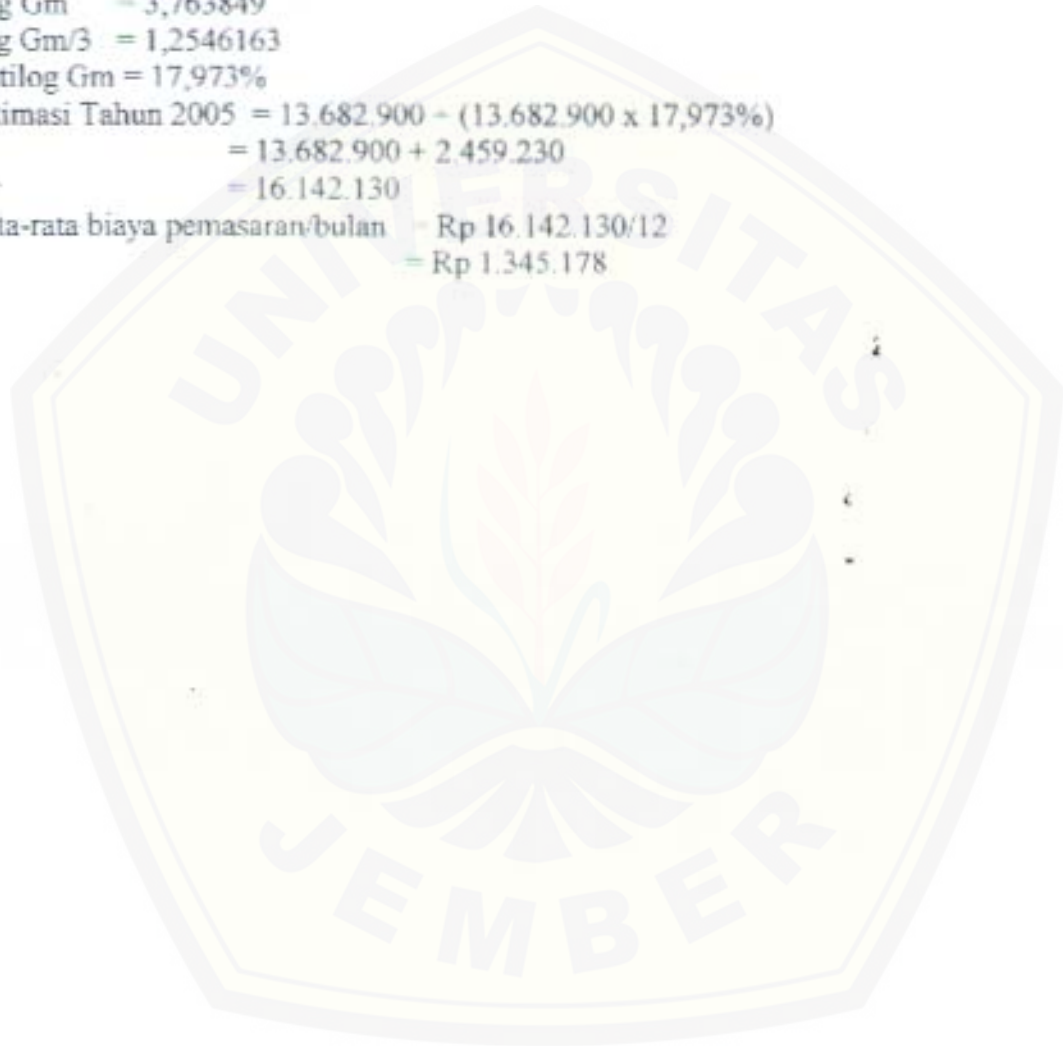 g Gm = 3,763849
g Gm/3 = 1,2546163
tilog Gm = 17,973%
timasi Tahun 2005 = 13.682.900 + (13.682.900 x 17,973%)
= 13.682.900 + 2.459.230
= 16.142.130
ta-rata biaya pemasaran/bulan = Rp 16.142.130/12
= Rp 1.345.178
UNIVERSITAS
JEMBER